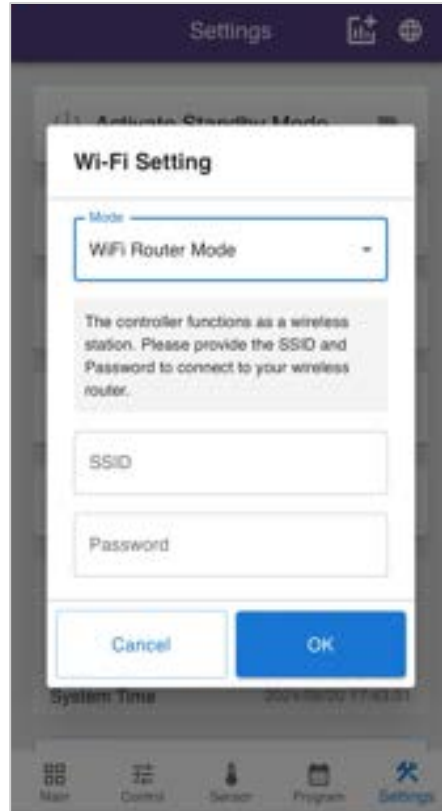 Settings
Activate Standby Mode
Wi-Fi Setting
Mode
WiFi Router Mode
The controller functions as a wireless
station. Please provide the SSID and
Password to connect to your wireless
router.
SSID
Password
Cancel
OK
System Time
Main
Control
Sensor
Program
Settings